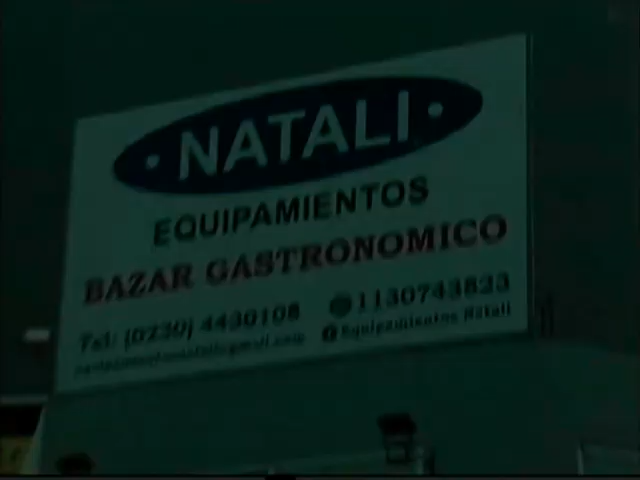 · NATALI ·
EQUIPAMIENTOS
BAZAR GASTRONOMICO
Tel: (0230) 4430108
1130743823
Equipamientos Natali